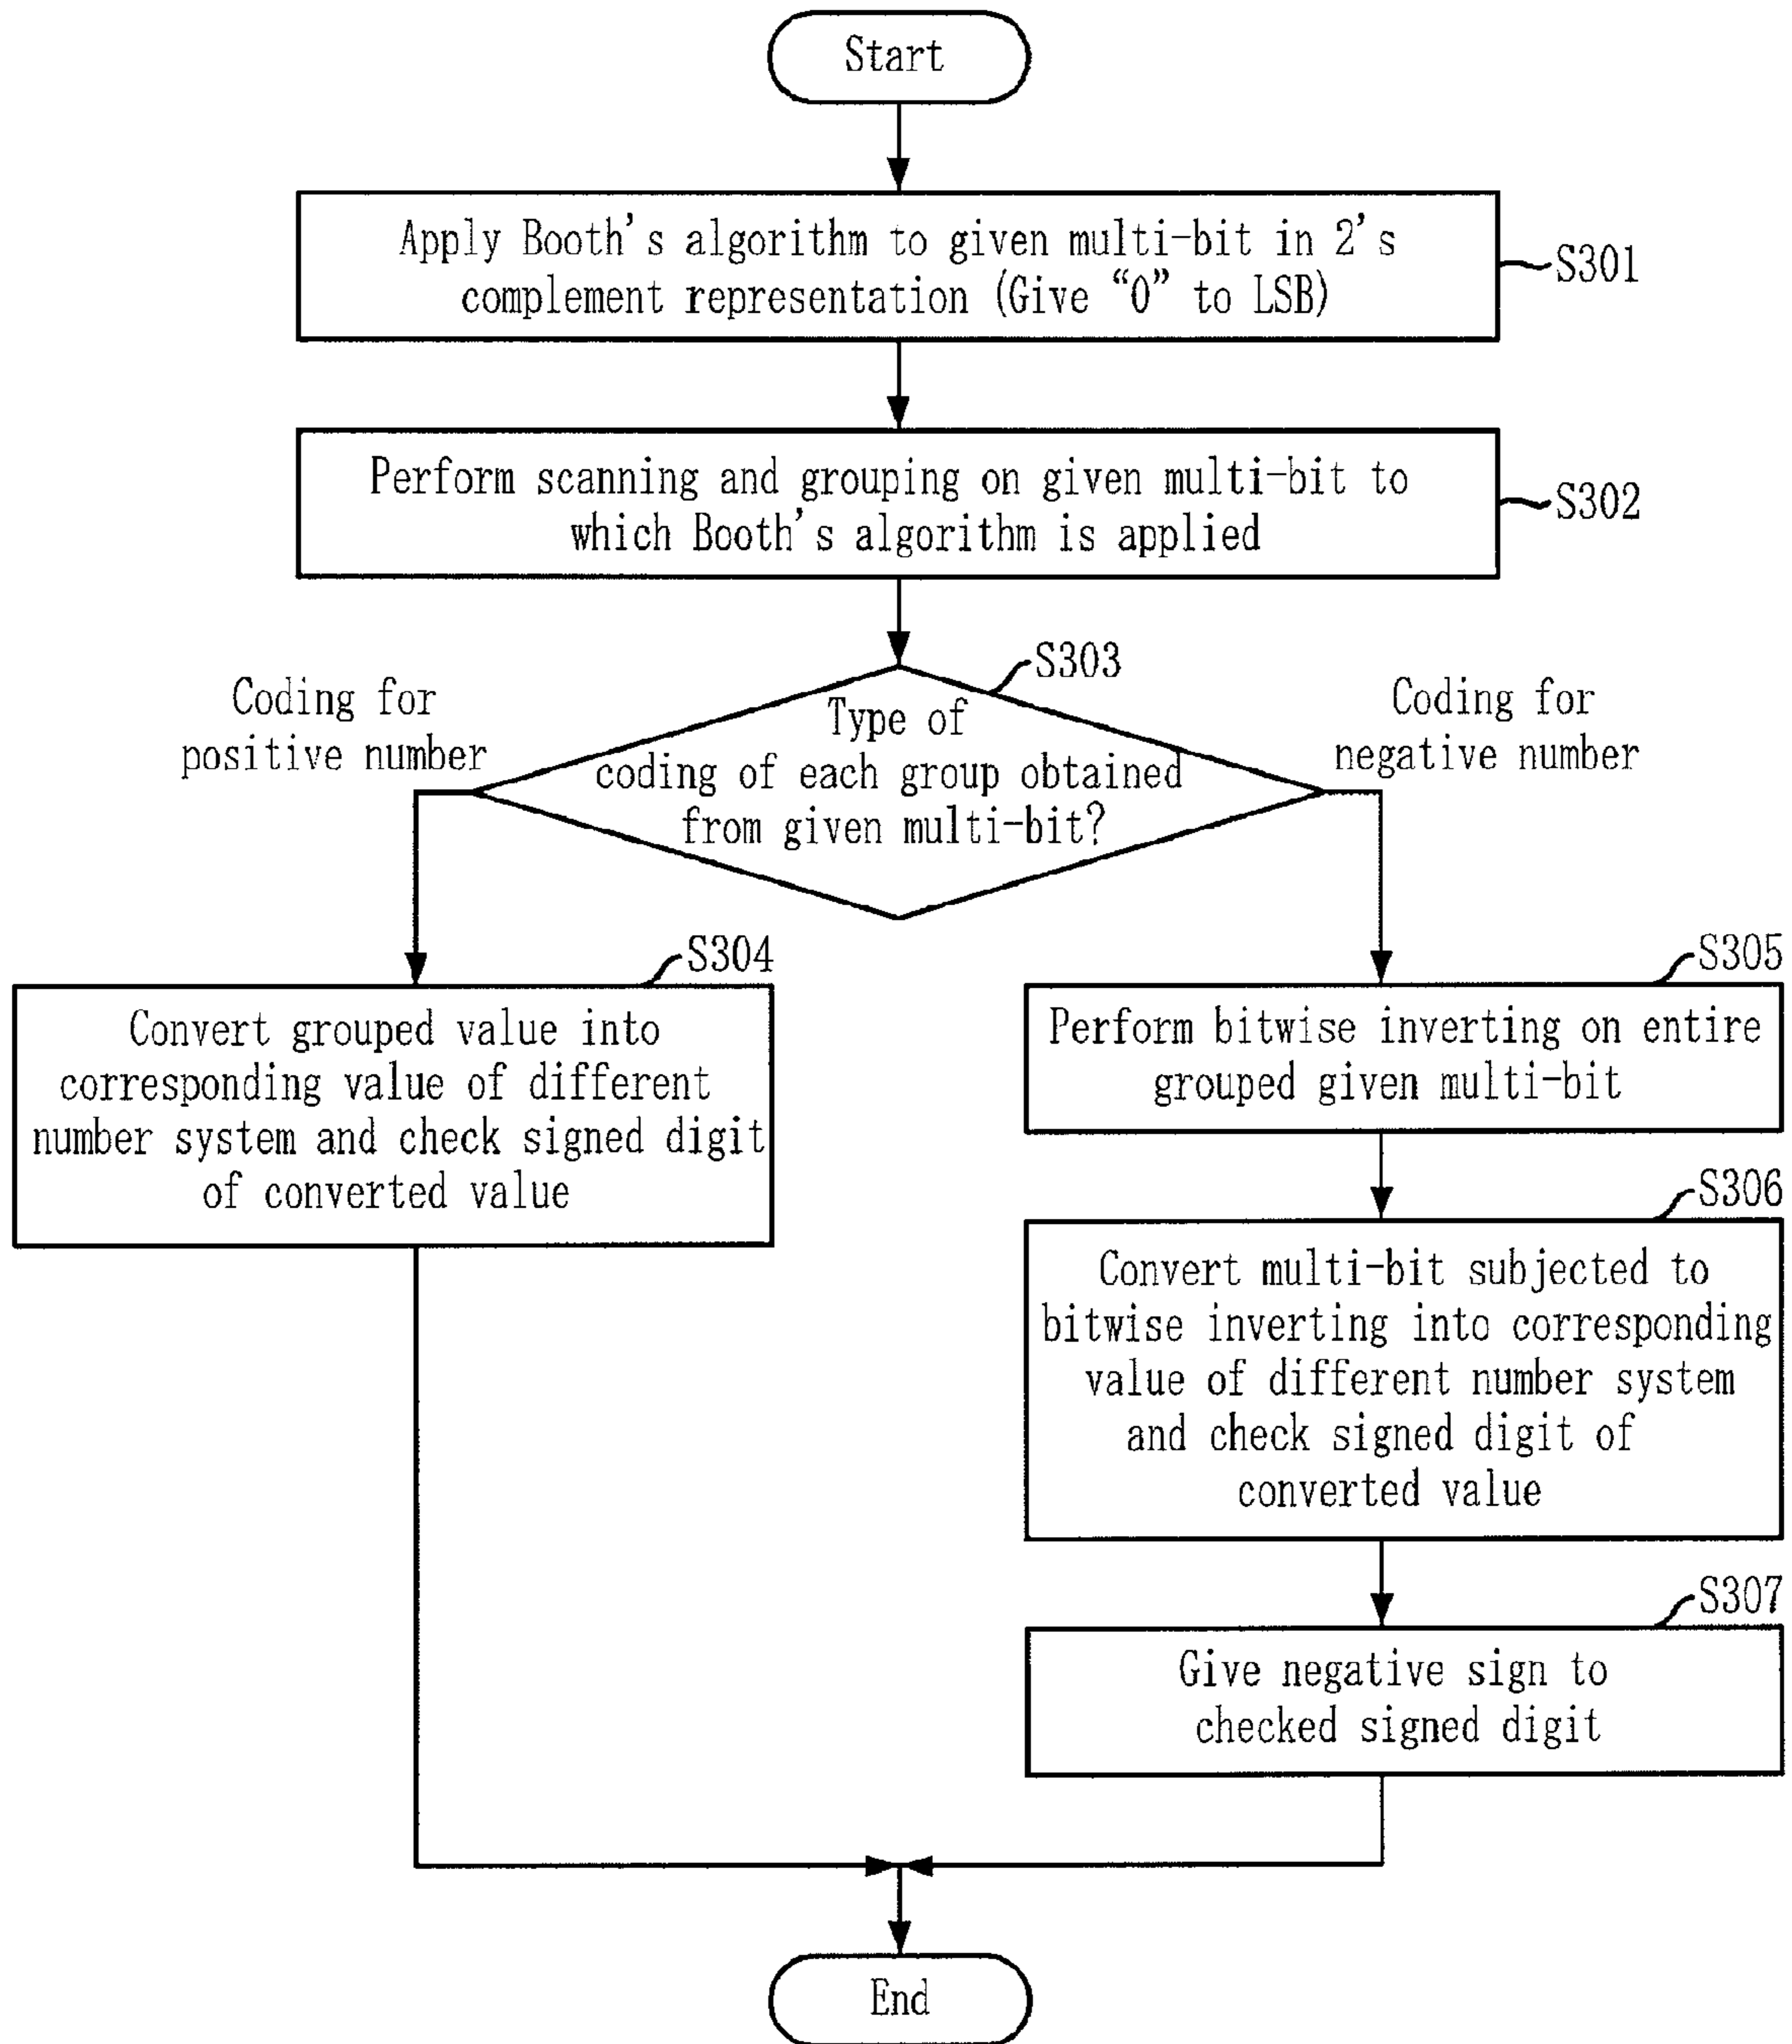 Start
Apply Booth's algorithm to given multi-bit in 2's
complement representation (Give “0” to LSB)
S301
Perform scanning and grouping on given multi-bit to
which Booth's algorithm is applied
S302
S303
Coding for
positive number
Type of
coding of each group obtained
from given multi-bit?
Coding for
negative number
S304
Convert grouped value into
corresponding value of different
number system and check signed digit
of converted value
S305
Perform bitwise inverting on entire
grouped given multi-bit
S306
Convert multi-bit subjected to
bitwise inverting into corresponding
value of different number system
and check signed digit of
converted value
S307
Give negative sign to
checked signed digit
End